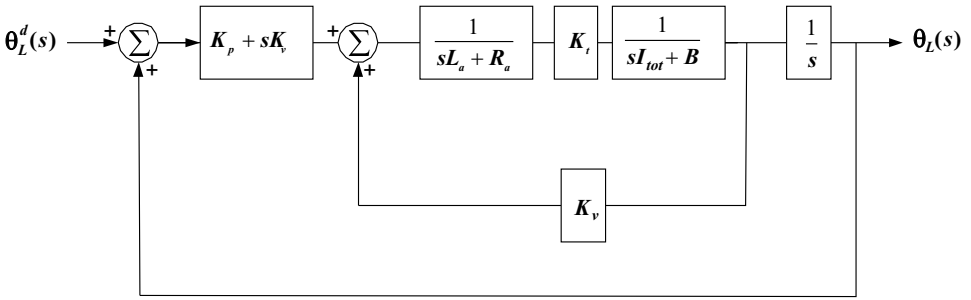 θ_L^d(s)
+
Σ
+
K_p + sK_v
+
Σ
+
1 / (sL_a + R_a)
K_t
1 / (sI_tot + B)
1 / s
θ_L(s)
K_v